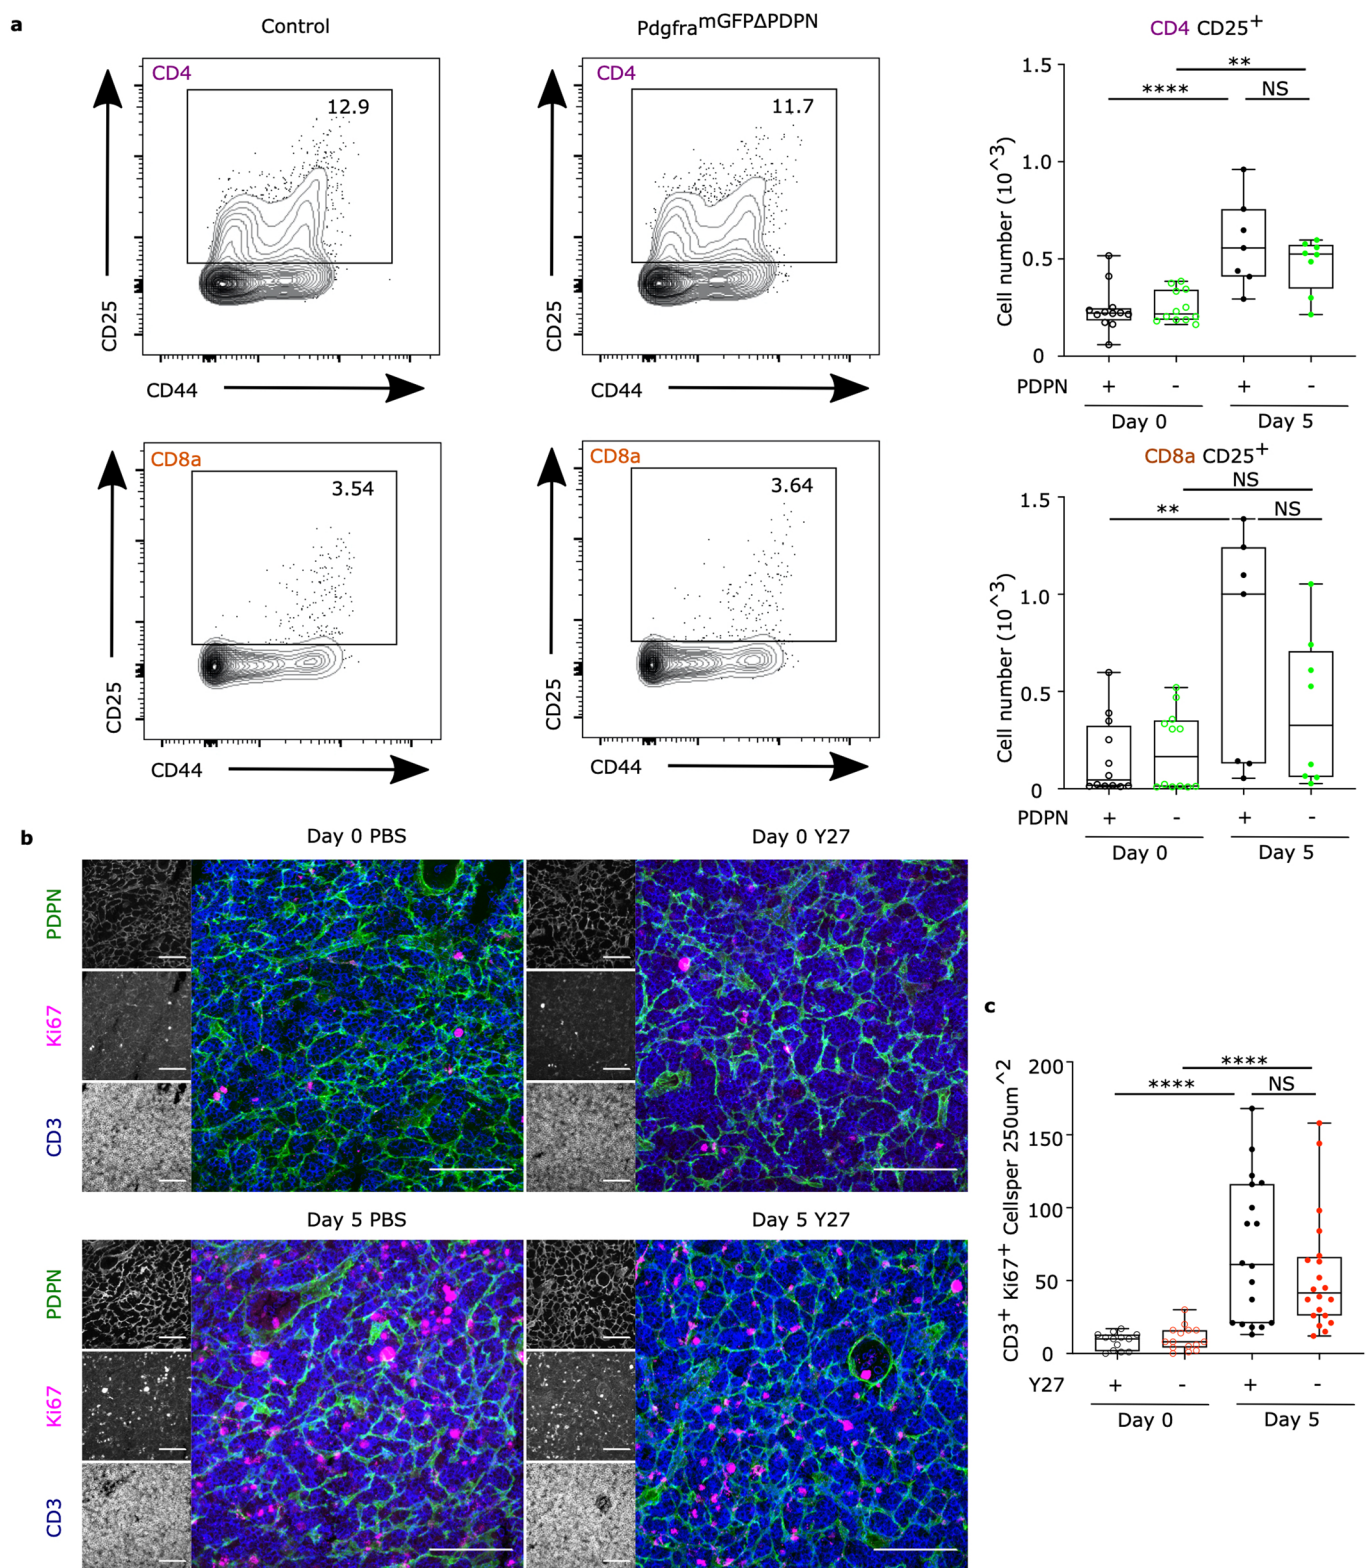 a
Control
Pdgfra^mGFPΔPDPN
CD4 CD25+
CD4
12.9
CD25
CD44
CD4
11.7
CD25
CD44
1.5
1.0
0.5
0
Cell number (10^3)
**
****
NS
PDPN + - + -
Day 0 Day 5
CD8a
3.54
CD25
CD44
CD8a
3.64
CD25
CD44
CD8a CD25+
NS
** NS
1.5
1.0
0.5
0
Cell number (10^3)
PDPN + - + -
Day 0 Day 5
b
Day 0 PBS
Day 0 Y27
PDPN
Ki67
CD3
Day 5 PBS
Day 5 Y27
PDPN
Ki67
CD3
c
****
**** NS
200
150
100
50
0
CD3+ Ki67+ Cellsper 250um^2
Y27 + - + -
Day 0 Day 5